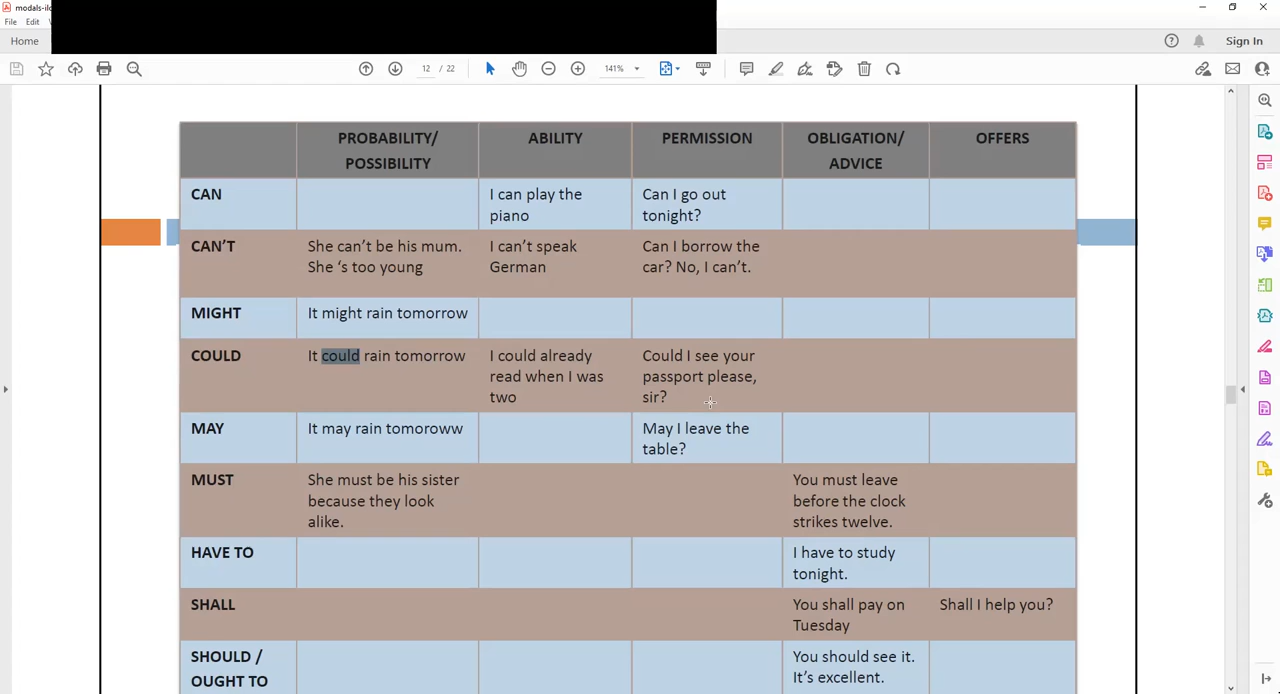 modals-ilc
File Edit
Home
Sign In
12 / 22
141%
PROBABILITY/
POSSIBILITY
ABILITY
PERMISSION
OBLIGATION/
ADVICE
OFFERS
CAN
I can play the
piano
Can I go out
tonight?
CAN'T
She can't be his mum.
She ‘s too young
I can't speak
German
Can I borrow the
car? No, I can't.
MIGHT
It might rain tomorrow
COULD
It could rain tomorrow
I could already
read when I was
two
Could I see your
passport please,
sir?
MAY
It may rain tomoroww
May I leave the
table?
MUST
She must be his sister
because they look
alike.
You must leave
before the clock
strikes twelve.
HAVE TO
I have to study
tonight.
SHALL
You shall pay on
Tuesday
Shall I help you?
SHOULD /
OUGHT TO
You should see it.
It's excellent.